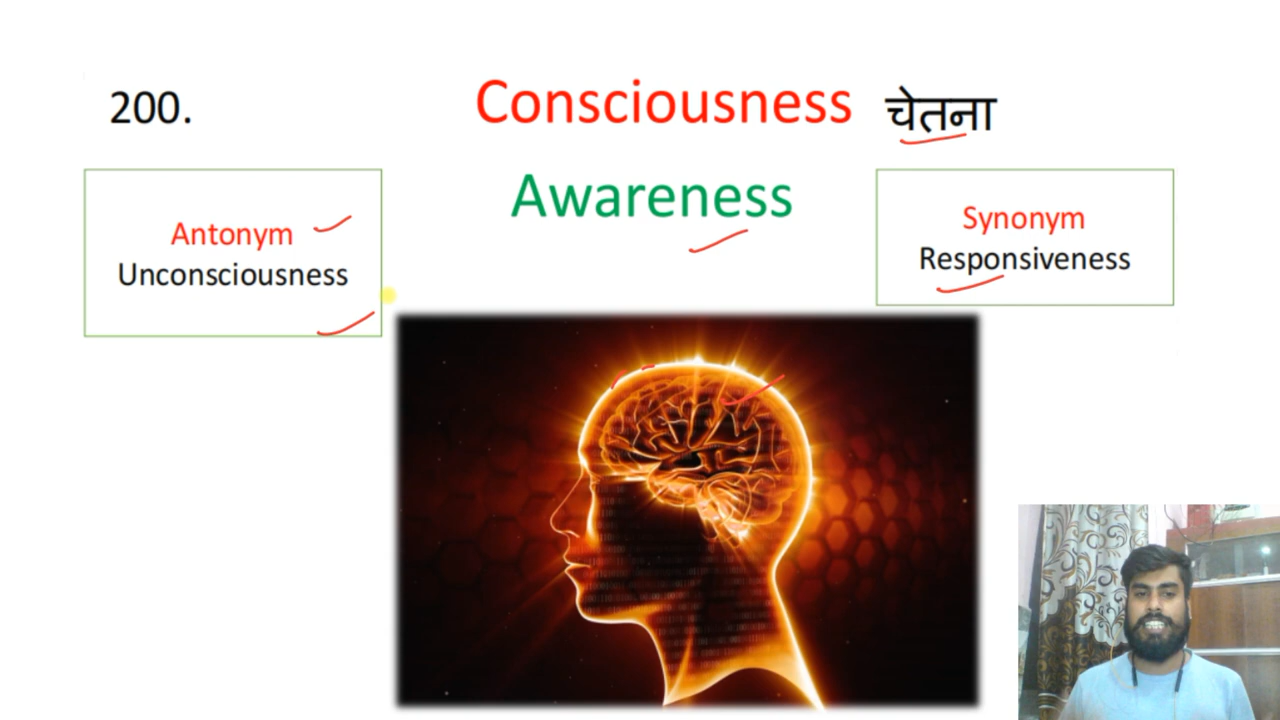 200.
Consciousness चेतना
Awareness
Antonym
Unconsciousness
Synonym
Responsiveness